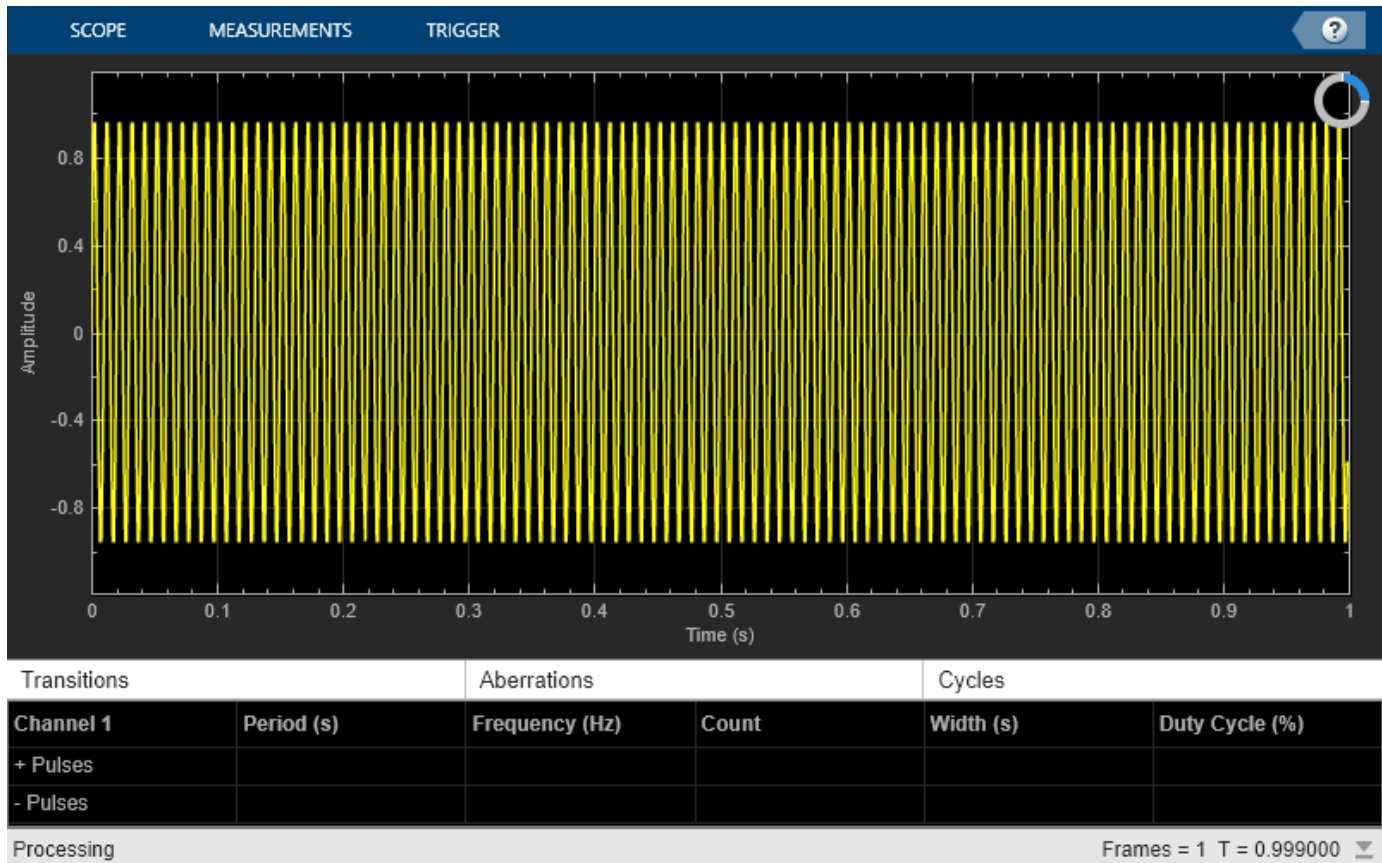 SCOPE MEASUREMENTS TRIGGER ?
0.8
0.4
0
-0.4
-0.8
Amplitude
0 0.1 0.2 0.3 0.4 0.5 0.6 0.7 0.8 0.9 1
Time (s)
Transitions Aberrations Cycles
Channel 1 Period (s) Frequency (Hz) Count Width (s) Duty Cycle (%)
+ Pulses
- Pulses
Processing Frames = 1 T = 0.999000